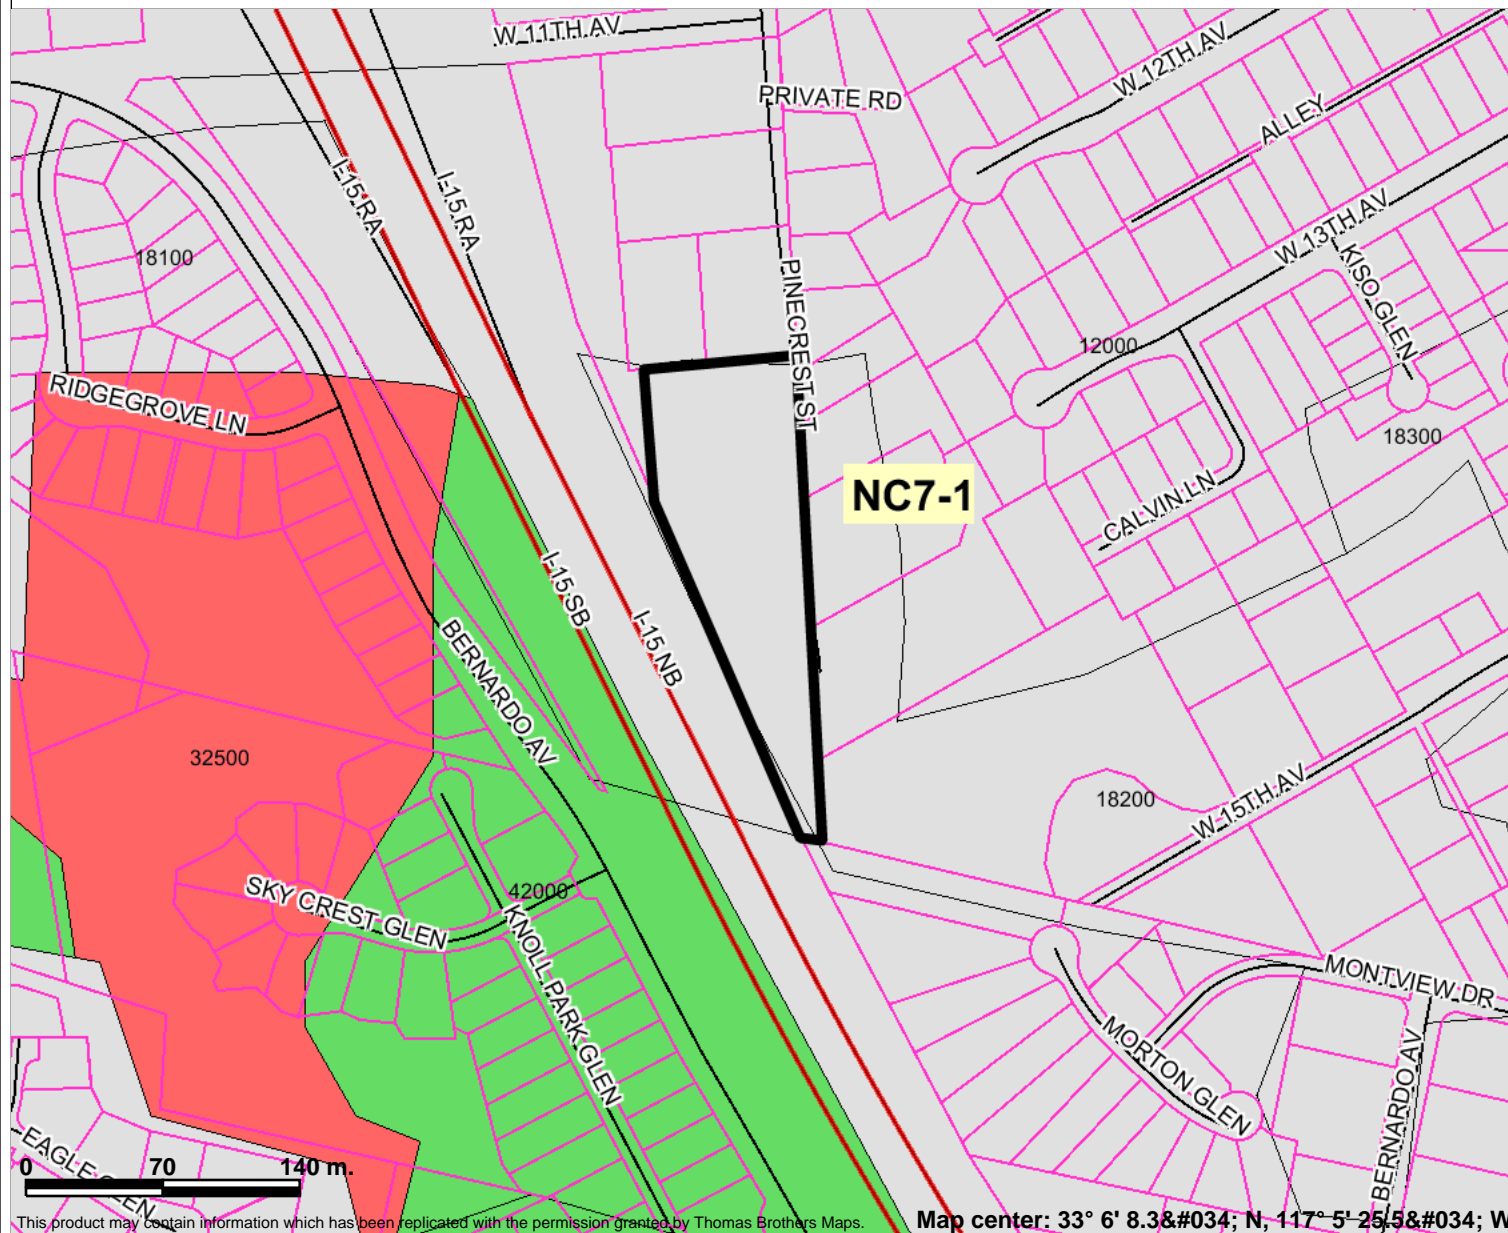 W 11TH AV
W 12TH AV
PRIVATE RD
ALLEY
I-15 RA
I-15 RA
W 13TH AV
KISO GLEN
18100
PINECREST ST
12000
RIDGEGROVE LN
18300
NC7-1
CALVIN LN
I-15 SB
I-15 NB
BERNARDO AV
32500
18200
W 15TH AV
42000
SKY CREST GLEN
KNOLL PARK GLEN
MONTVIEW DR
MORTON GLEN
BERNARDO AV
EAGLE GLEN
0 70 140 m.
This product may contain information which has been replicated with the permission granted by Thomas Brothers Maps.
Map center: 33° 6' 8.3&#034; N, 117° 5' 25.5&#034; W